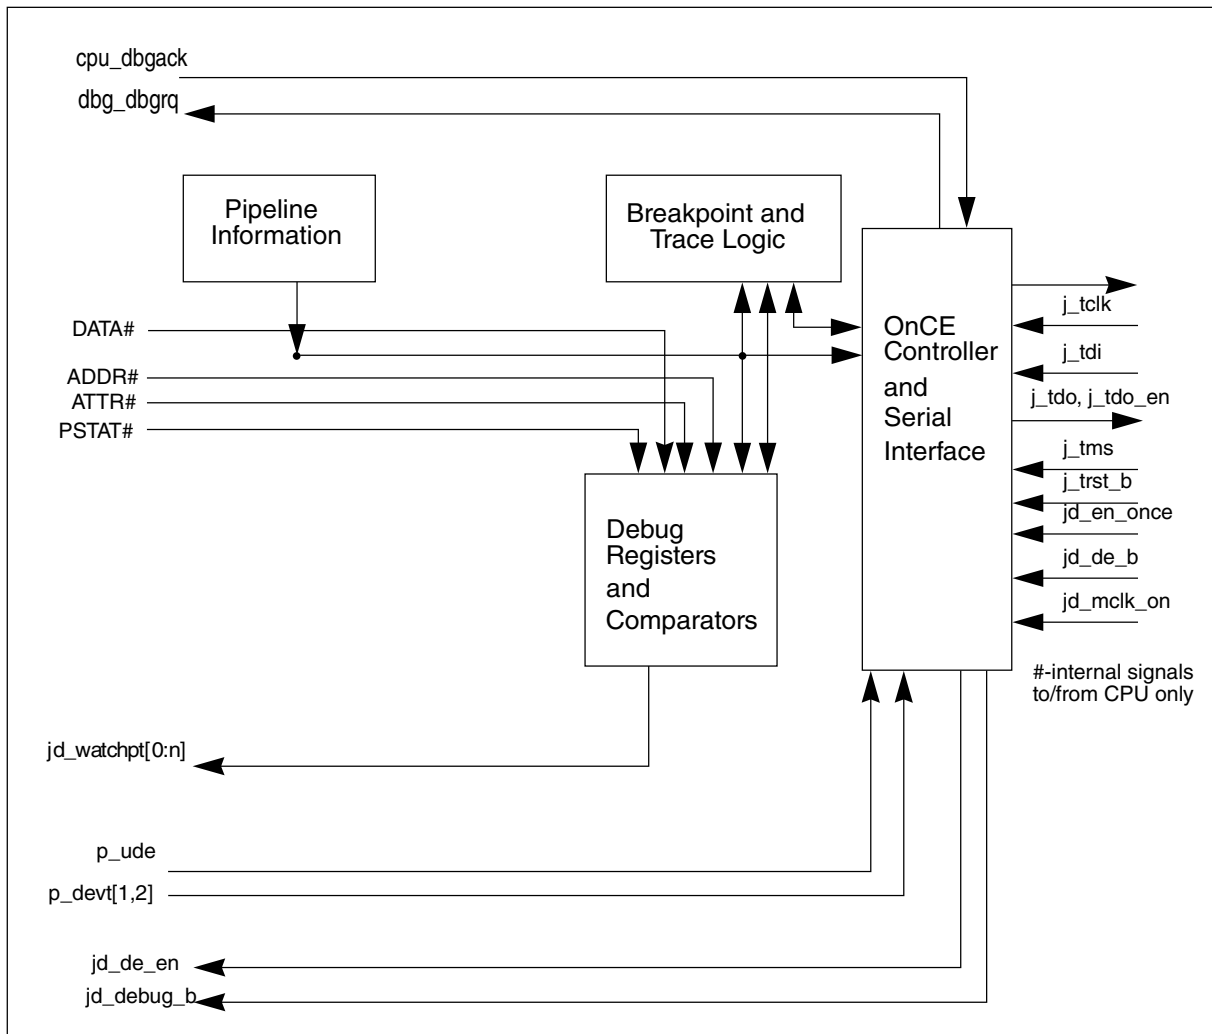 cpu_dbgack
dbg_dbgrq
Pipeline
Information
Breakpoint and
Trace Logic
DATA#
ADDR#
ATTR#
PSTAT#
OnCE
Controller
and
Serial
Interface
j_tclk
j_tdi
j_tdo, j_tdo_en
j_tms
j_trst_b
jd_en_once
jd_de_b
jd_mclk_on
Debug
Registers
and
Comparators
#-internal signals
to/from CPU only
jd_watchpt[0:n]
p_ude
p_devt[1,2]
jd_de_en
jd_debug_b